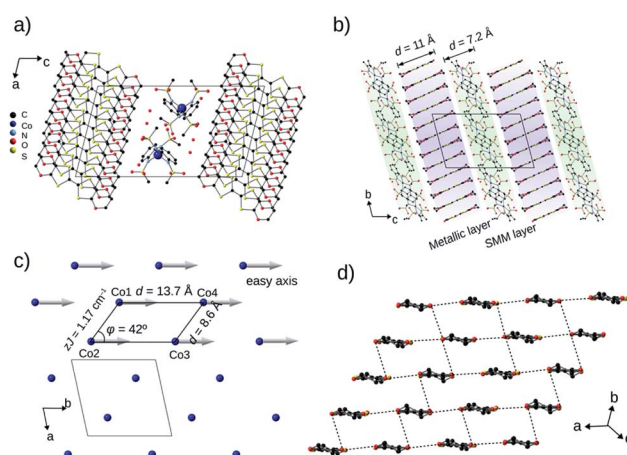 a)
c
a
C
Co
N
O
S
b)
d = 11 Å
d = 7.2 Å
b
c
Metallic layer
SMM layer
c)
easy axis
Co1
d = 13.7 Å
Co4
zJ = 1.17 cm⁻¹
φ = 42º
d = 8.6 Å
Co2
Co3
b
a
d)
b
a
c